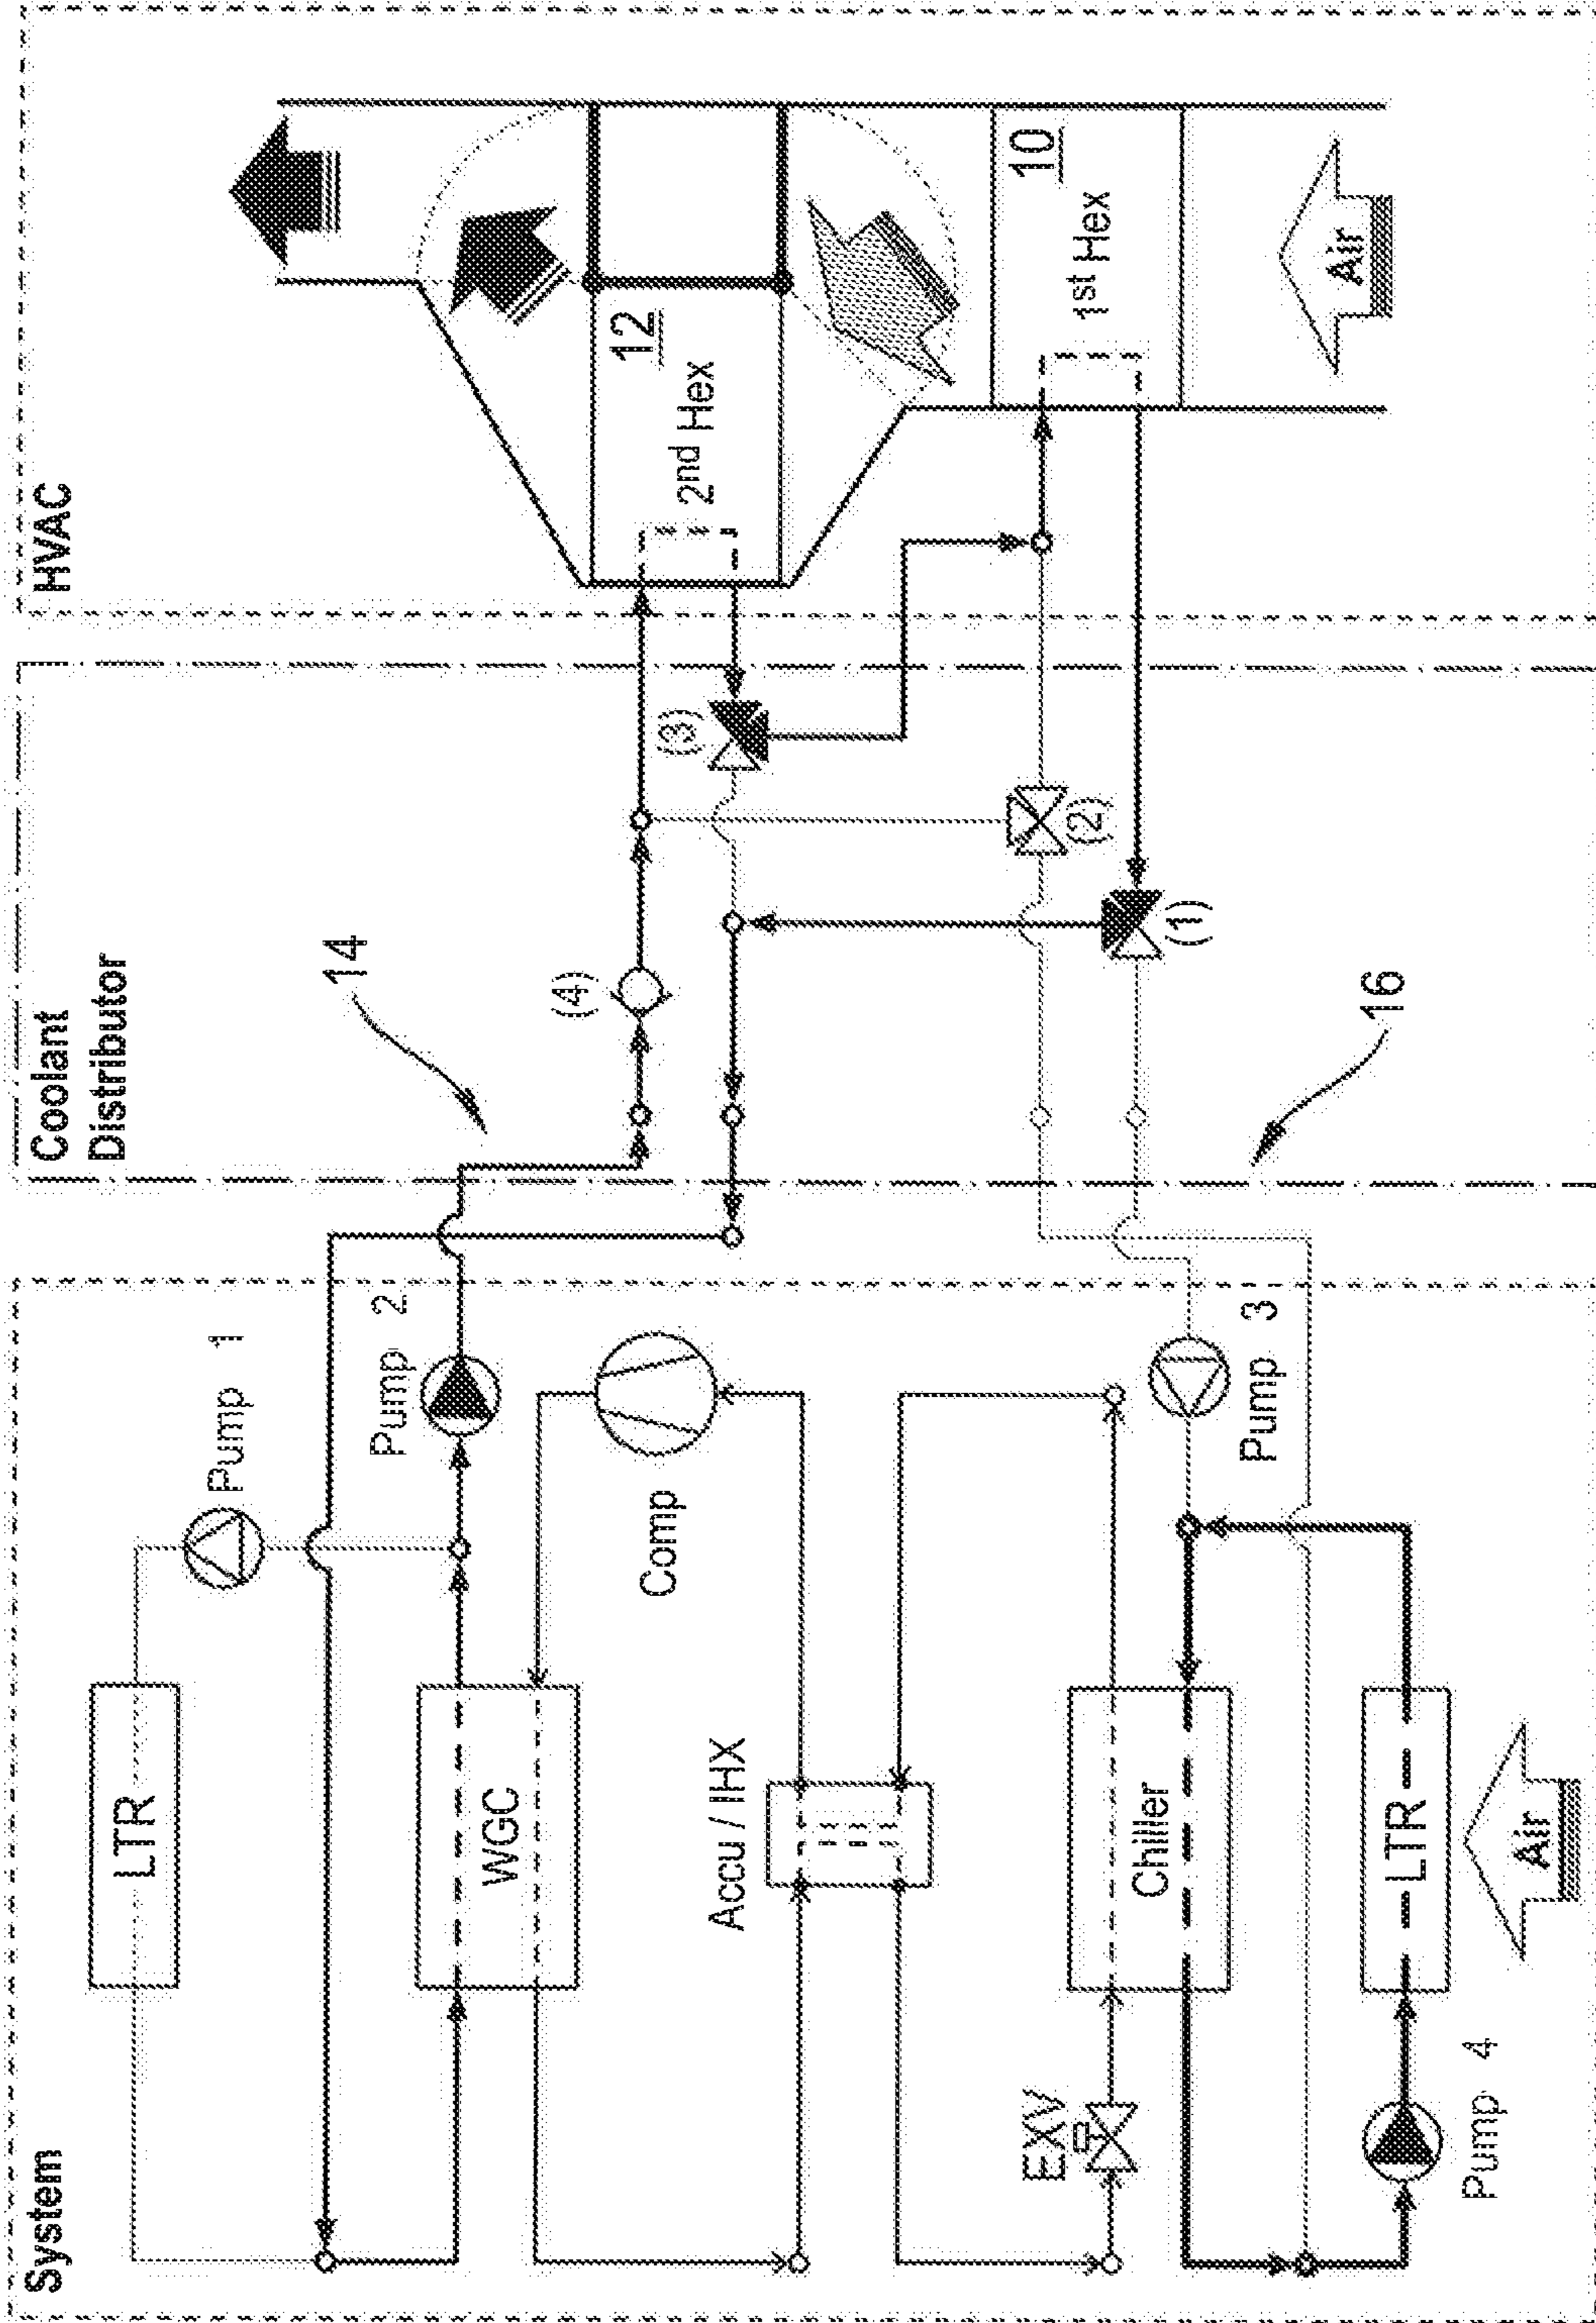 System
LTR
Pump 1
Pump 2
WGC
Comp
Accu / IHX
EXV
Chiller
Pump 3
LTR
Air
Pump 4
Coolant
Distributor
14
(4)
(3)
(2)
(1)
16
HVAC
12
2nd Hex
10
1st Hex
Air